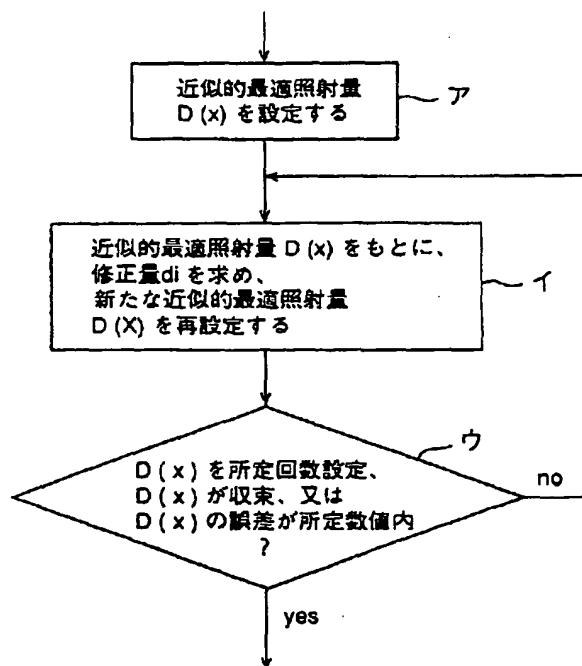 近似的最適照射量
D (x) を設定する
ア
近似的最適照射量 D (x) をもとに、
修正量di を求め、
新たな近似的最適照射量
D (X) を再設定する
イ
ウ
D ( x ) を所定回数設定、
D ( x ) が収束、又は
D ( x ) の誤差が所定数値内
?
no
yes